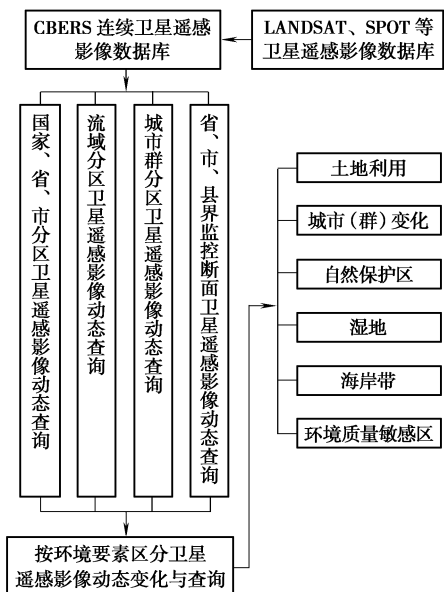 CBERS 连续卫星遥感
影像数据库
LANDSAT、SPOT 等
卫星遥感影像数据库
国家、省、市分区卫星遥感影像动态查询
流域分区卫星遥感影像动态查询
城市群分区卫星遥感影像动态查询
省、市、县界监控断面卫星遥感影像动态查询
土地利用
城市(群)变化
自然保护区
湿地
海岸带
环境质量敏感区
按环境要素区分卫星
遥感影像动态变化与查询